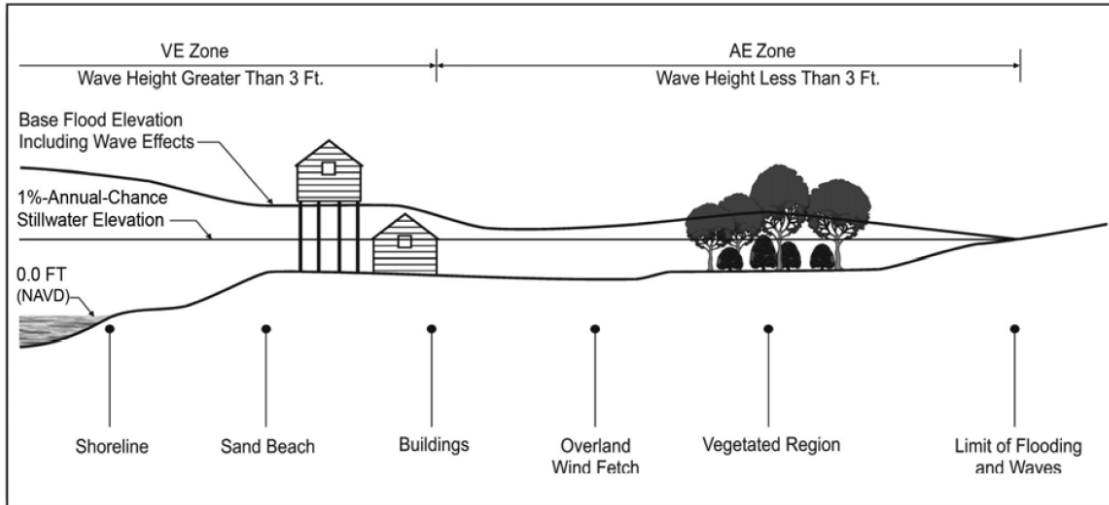 VE Zone
Wave Height Greater Than 3 Ft.
AE Zone
Wave Height Less Than 3 Ft.
Base Flood Elevation
Including Wave Effects
1%-Annual-Chance
Stillwater Elevation
0.0 FT
(NAVD)
Shoreline
Sand Beach
Buildings
Overland
Wind Fetch
Vegetated Region
Limit of Flooding
and Waves